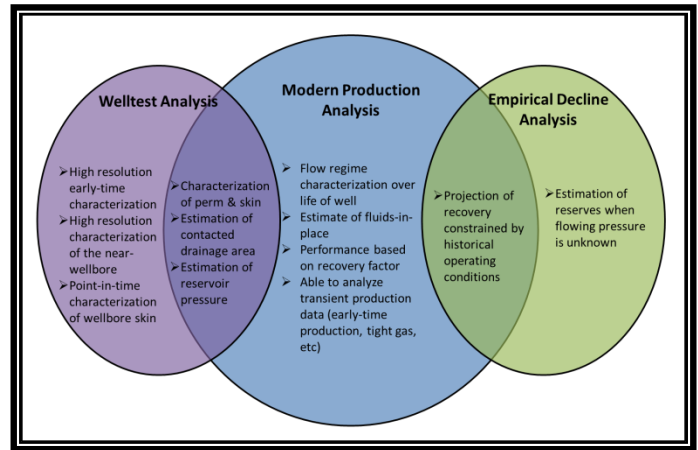 Welltest Analysis
➢High resolution
early-time
characterization
➢High resolution
characterization
of the near-
wellbore
➢Point-in-time
characterization
of wellbore skin
➢Characterization
of perm & skin
➢Estimation of
contacted
drainage area
➢Estimation of
reservoir
pressure
Modern Production
Analysis
➢ Flow regime
characterization over
life of well
➢ Estimate of fluids-in-
place
➢ Performance based
on recovery factor
➢ Able to analyze
transient production
data (early-time
production, tight gas,
etc)
➢Projection of
recovery
constrained by
historical
operating
conditions
Empirical Decline
Analysis
➢Estimation of
reserves when
flowing pressure
is unknown